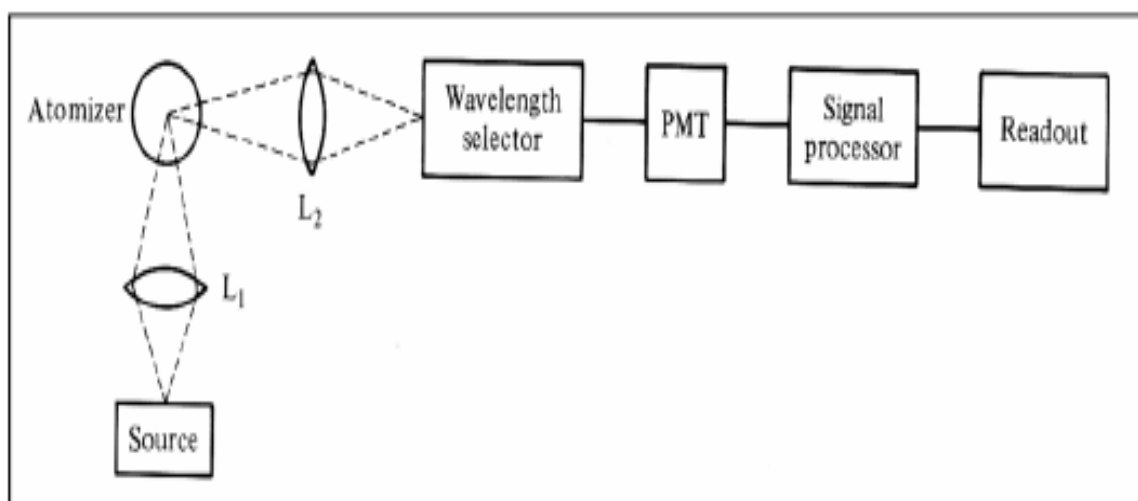 Atomizer
Wavelength
selector
PMT
Signal
processor
Readout
L2
L1
Source